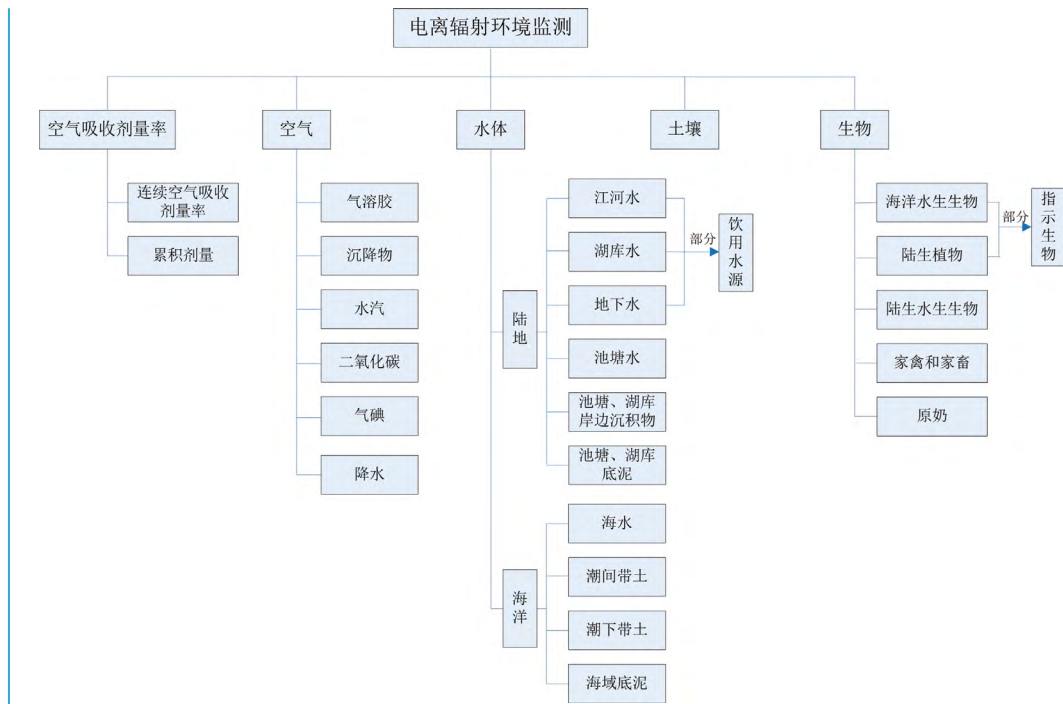 电离辐射环境监测
空气吸收剂量率
空气
水体
土壤
生物
连续空气吸收
剂量率
累积剂量
气溶胶
沉降物
水汽
二氧化碳
气碘
降水
陆地
江河水
湖库水
地下水
池塘水
池塘、湖库
岸边沉积物
池塘、湖库
底泥
部分
饮用水源
海洋
海水
潮间带土
潮下带土
海域底泥
海洋水生生物
陆生植物
陆生水生生物
家禽和家畜
原奶
部分
指示生物